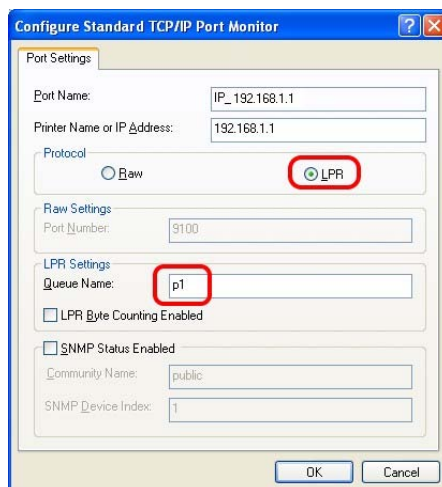 Configure Standard TCP/IP Port Monitor
Port Settings
Port Name: IP_192.168.1.1
Printer Name or IP Address: 192.168.1.1
Protocol
Raw LPR
Raw Settings
Port Number: 9100
LPR Settings
Queue Name: p1
LPR Byte Counting Enabled
SNMP Status Enabled
Community Name: public
SNMP Device Index: 1
OK Cancel